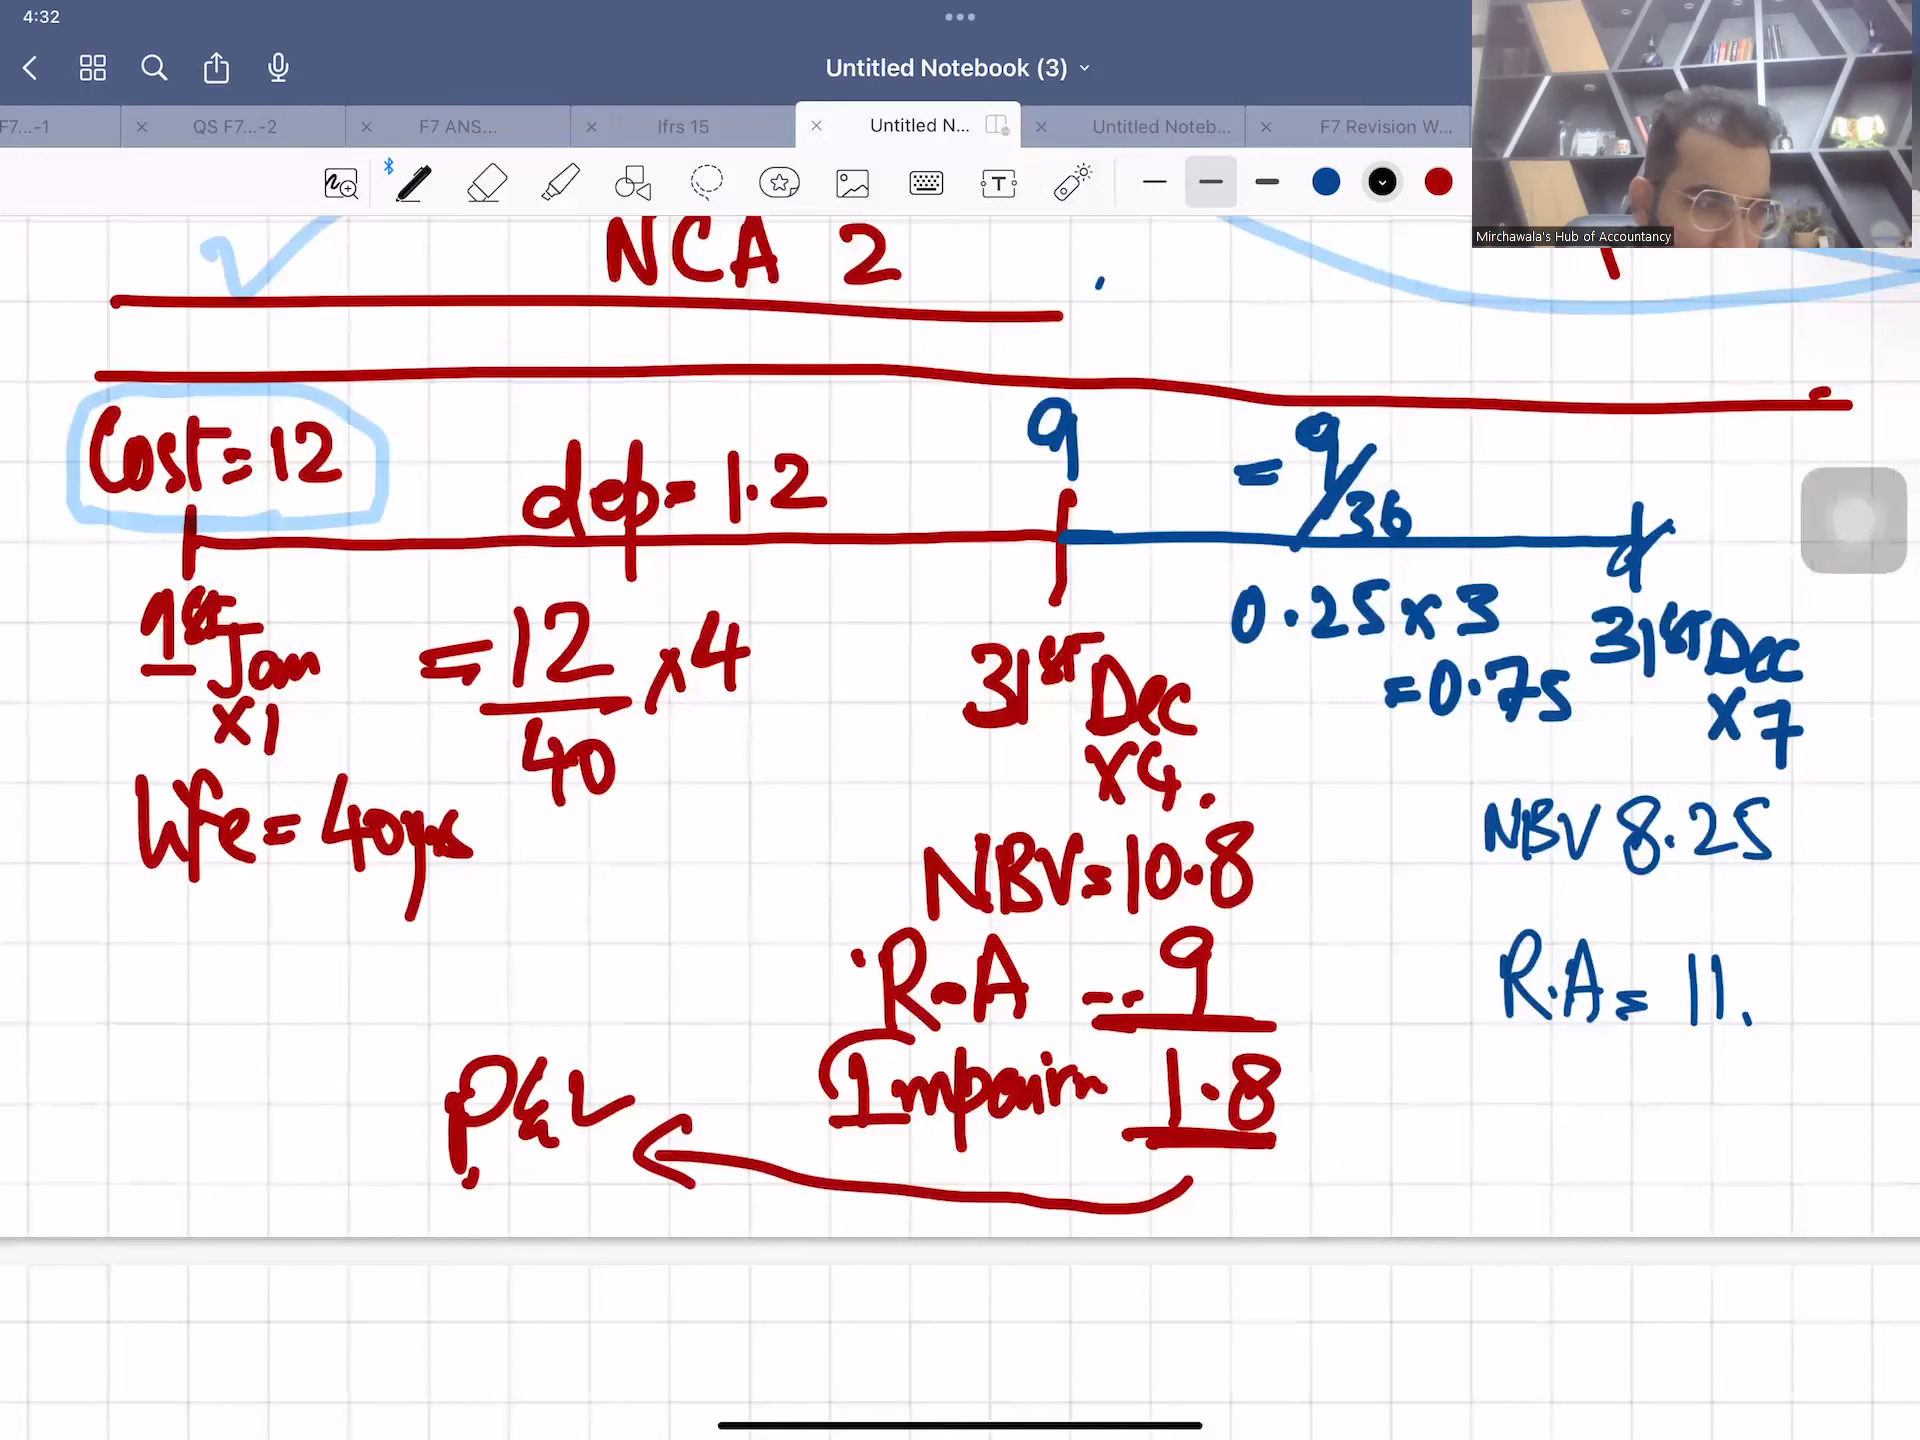 4:32
Untitled Notebook (3)
F7...-1
QS F7...-2
F7 ANS...
Ifrs 15
Untitled N...
Untitled Noteb...
F7 Revision W...
Mirchawala's Hub of Accountancy
NCA 2
Cost = 12
dep = 1.2
9
= 9/36
1st Jan X1
= 12/40 x 4
31st Dec X4.
0.25 x 3
= 0.75
31st Dec X7
Life = 40yrs
NBV = 10.8
R.A -- 9
Impairm 1.8
P&L
NBV 8.25
R.A = 11.